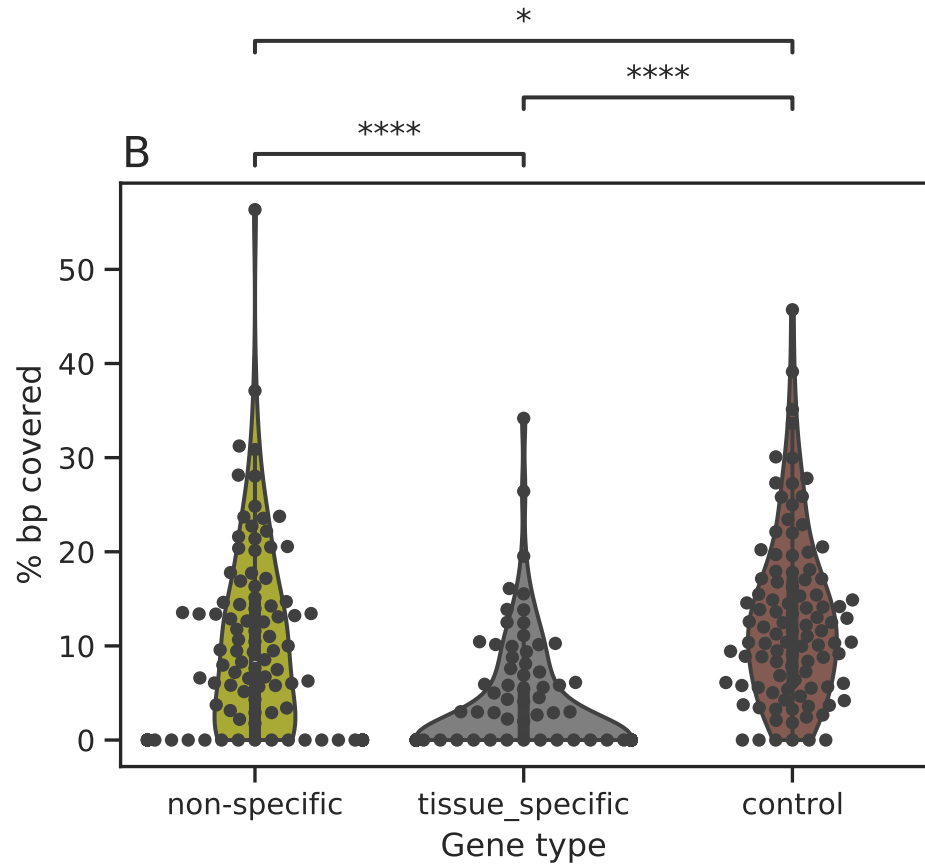 *
****
****
B
50
40
30
20
10
0
% bp covered
non-specific tissue_specific control
Gene type